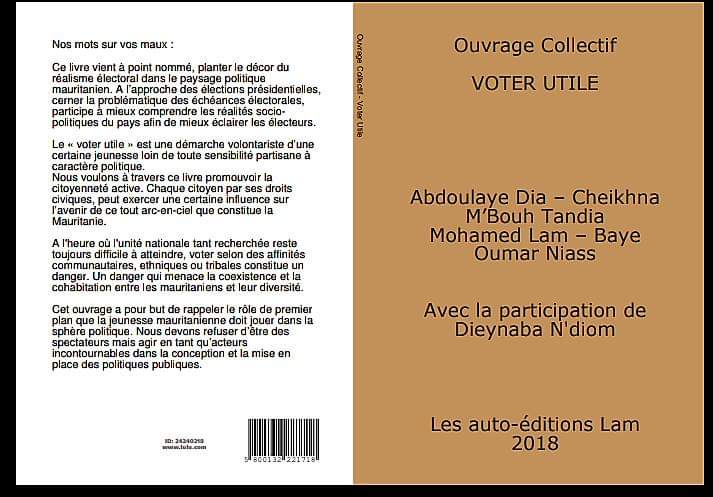 Nos mots sur vos maux :
Ce livre vient à point nommé, planter le décor du
réalisme électoral dans le paysage politique
mauritanien. A l'approche des élections présidentielles,
cerner la problématique des échéances électorales,
participe à mieux comprendre les réalités socio-
politiques du pays afin de mieux éclairer les électeurs.
Le « voter utile » est une démarche volontariste d'une
certaine jeunesse loin de toute sensibilité partisane à
caractère politique.
Nous voulons à travers ce livre promouvoir la
citoyenneté active. Chaque citoyen par ses droits
civiques, peut exercer une certaine influence sur
l'avenir de ce tout arc-en-ciel que constitue la
Mauritanie.
A l'heure où l'unité nationale tant recherchée reste
toujours difficile à atteindre, voter selon des affinités
communautaires, ethniques ou tribales constitue un
danger. Un danger qui menace la coexistence et la
cohabitation entre les mauritaniens et leur diversité.
Cet ouvrage a pour but de rappeler le rôle de premier
plan que la jeunesse mauritanienne doit jouer dans la
sphère politique. Nous devons refuser d'être des
spectateurs mais agir en tant qu'acteurs
incontournables dans la conception et la mise en
place des politiques publiques.
ID: 24240218
www.lulu.com
5 800132 221718
Ouvrage Collectif - Voter Utile
Ouvrage Collectif
VOTER UTILE
Abdoulaye Dia – Cheikhna
M'Bouh Tandia
Mohamed Lam – Baye
Oumar Niass
Avec la participation de
Dieynaba N'diom
Les auto-éditions Lam
2018